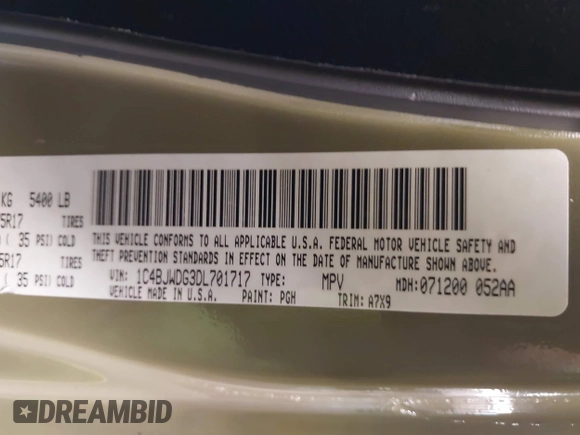 KG 5400 LB
5R17 TIRES
( 35 PSI) COLD
5R17 TIRES
( 35 PSI) COLD
THIS VEHICLE CONFORMS TO ALL APPLICABLE U.S.A. FEDERAL MOTOR VEHICLE SAFETY AND
THEFT PREVENTION STANDARDS IN EFFECT ON THE DATE OF MANUFACTURE SHOWN ABOVE.
VIN: 1C4BJWDG3DL701717 TYPE: MPV MDH: 071200 052AA
VEHICLE MADE IN U.S.A. PAINT: PGH TRIM: A7X9
DREAMBID